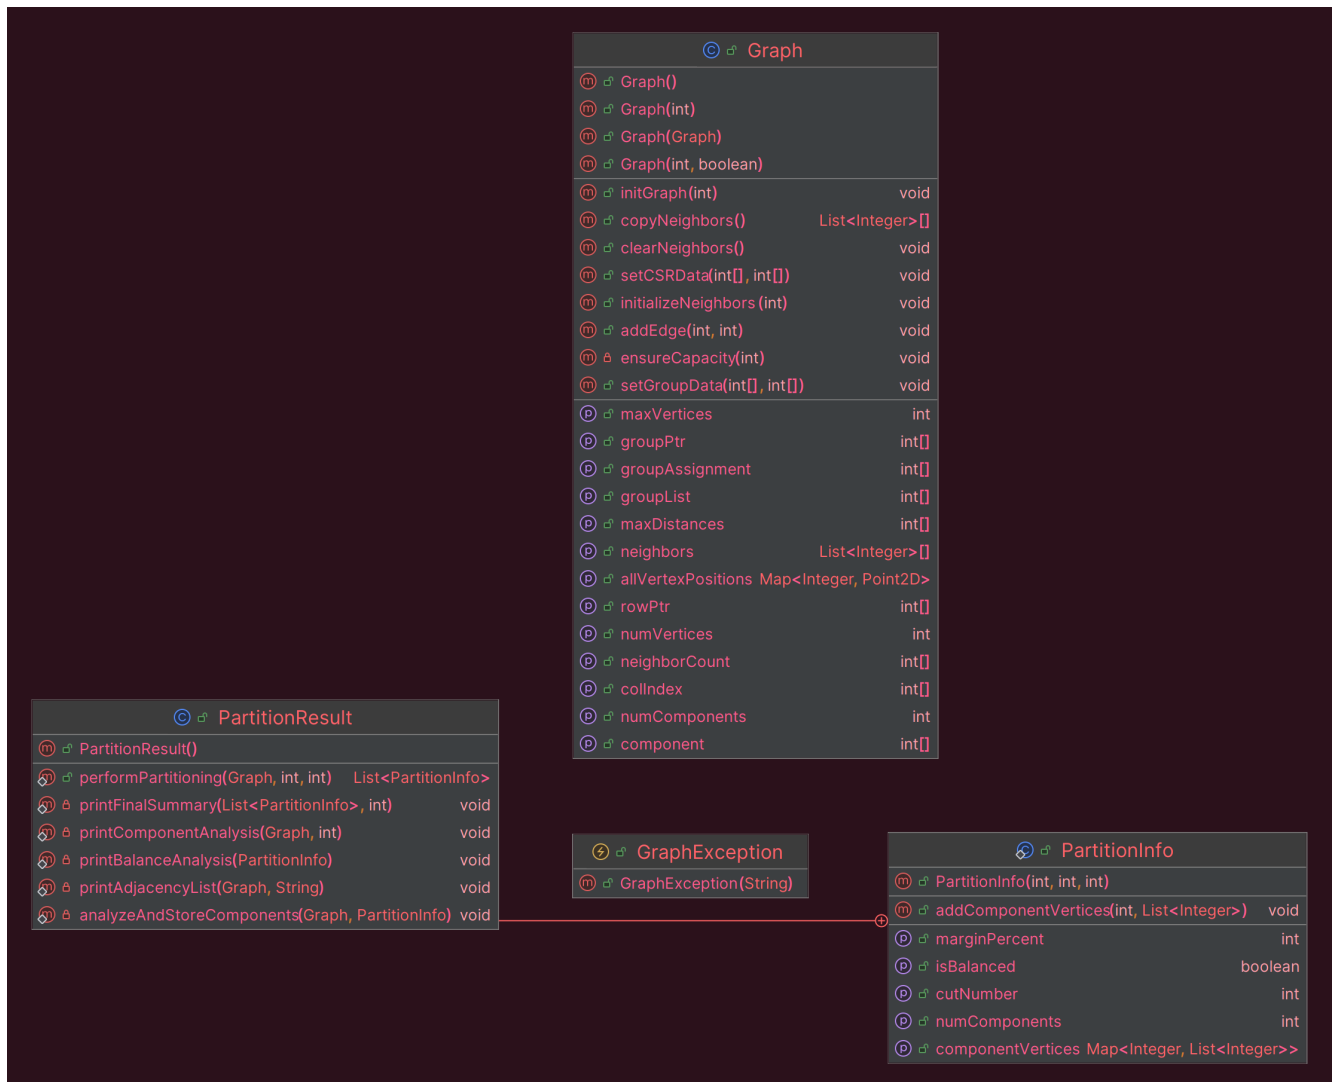 Graph
Graph()
Graph(int)
Graph(Graph)
Graph(int, boolean)
initGraph(int) void
copyNeighbors() List<Integer>[]
clearNeighbors() void
setCSRData(int[], int[]) void
initializeNeighbors(int) void
addEdge(int, int) void
ensureCapacity(int) void
setGroupData(int[], int[]) void
maxVertices int
groupPtr int[]
groupAssignment int[]
groupList int[]
maxDistances int[]
neighbors List<Integer>[]
allVertexPositions Map<Integer, Point2D>
rowPtr int[]
numVertices int
neighborCount int[]
colIndex int[]
numComponents int
component int[]
PartitionResult
PartitionResult()
performPartitioning(Graph, int, int) List<PartitionInfo>
printFinalSummary(List<PartitionInfo>, int) void
printComponentAnalysis(Graph, int) void
printBalanceAnalysis(PartitionInfo) void
printAdjacencyList(Graph, String) void
analyzeAndStoreComponents(Graph, PartitionInfo) void
GraphException
GraphException(String)
PartitionInfo
PartitionInfo(int, int, int)
addComponentVertices(int, List<Integer>) void
marginPercent int
isBalanced boolean
cutNumber int
numComponents int
componentVertices Map<Integer, List<Integer>>